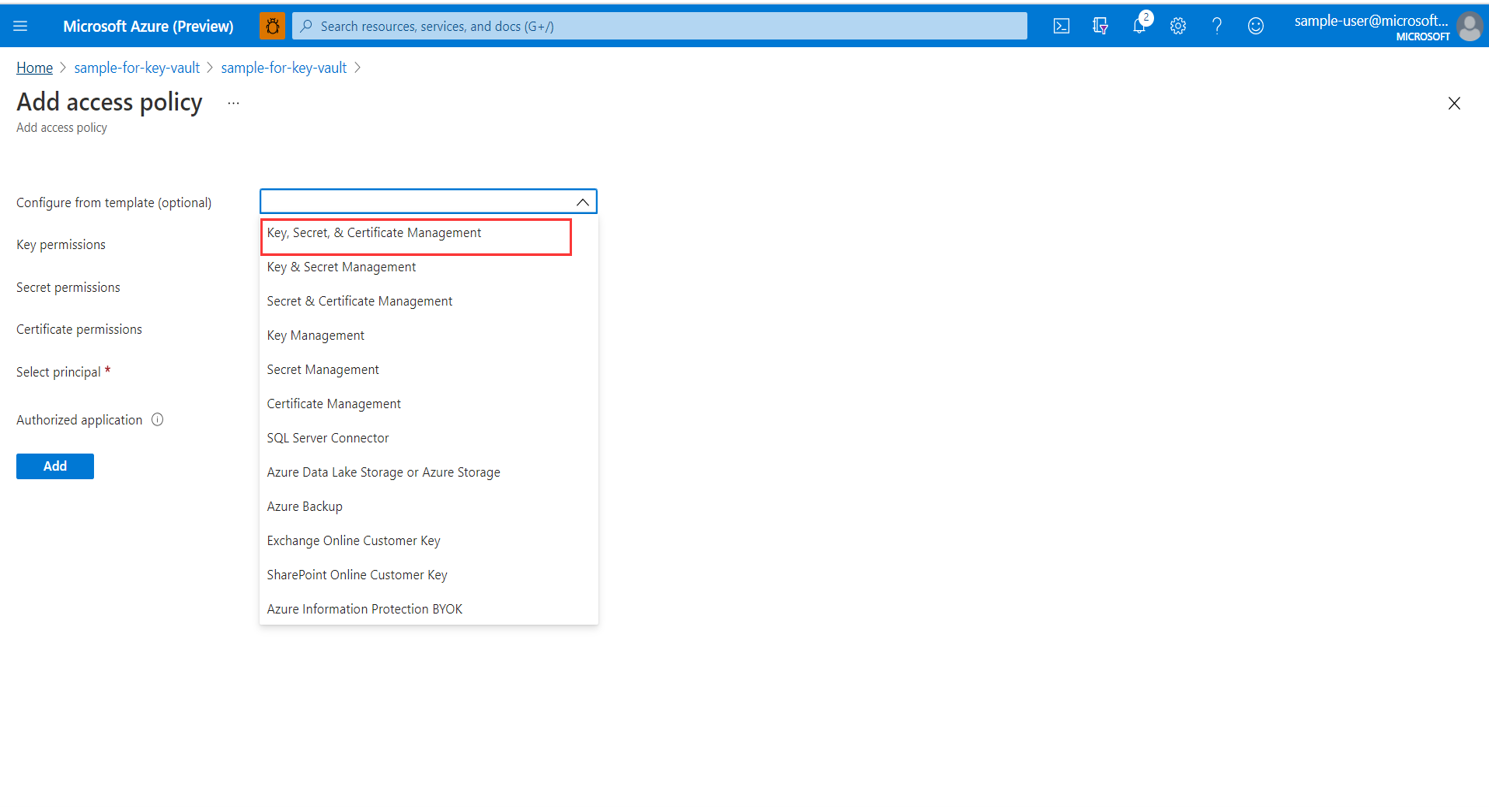 Microsoft Azure (Preview)
Search resources, services, and docs (G+/)
2
sample-user@microsoft...
MICROSOFT
Home > sample-for-key-vault > sample-for-key-vault >
Add access policy ...
Add access policy
Configure from template (optional)
Key, Secret, & Certificate Management
Key permissions
Key & Secret Management
Secret permissions
Secret & Certificate Management
Certificate permissions
Key Management
Select principal *
Secret Management
Certificate Management
Authorized application
SQL Server Connector
Add
Azure Data Lake Storage or Azure Storage
Azure Backup
Exchange Online Customer Key
SharePoint Online Customer Key
Azure Information Protection BYOK